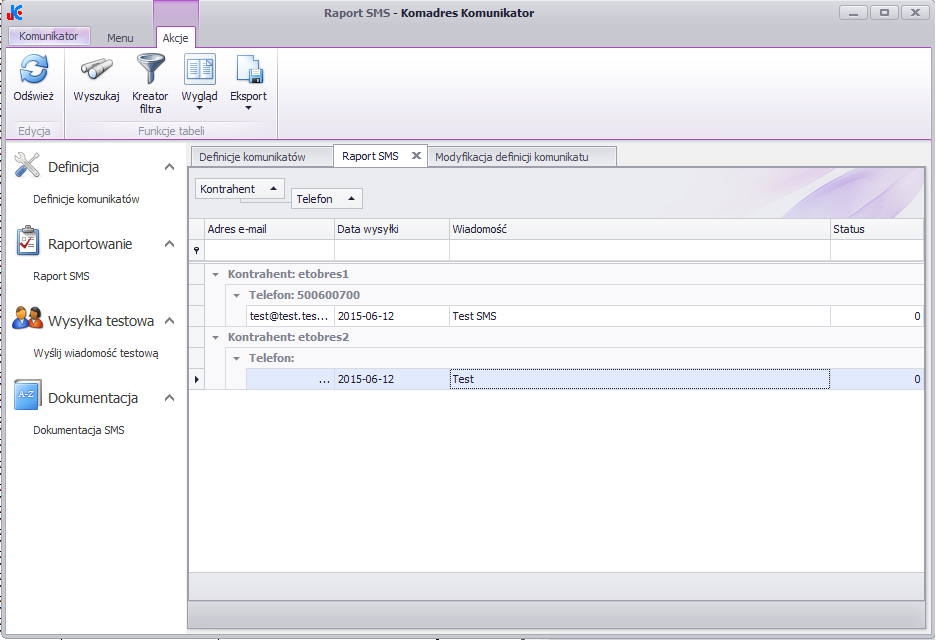 Raport SMS - Komadres Komunikator
Komunikator Menu Akcje
Odśwież Wyszukaj Kreator filtra Wygląd Eksport
Edycja Funkcje tabeli
Definicja
Definicje komunikatów
Raportowanie
Raport SMS
Wysyłka testowa
Wyślij wiadomość testową
A-Z
Dokumentacja
Dokumentacja SMS
Definicje komunikatów Raport SMS Modyfikacja definicji komunikatu
Kontrahent
Telefon
Adres e-mail Data wysyłki Wiadomość Status
Kontrahent: etobres1
Telefon: 500600700
test@test.tes... 2015-06-12 Test SMS 0
Kontrahent: etobres2
Telefon:
... 2015-06-12 Test 0